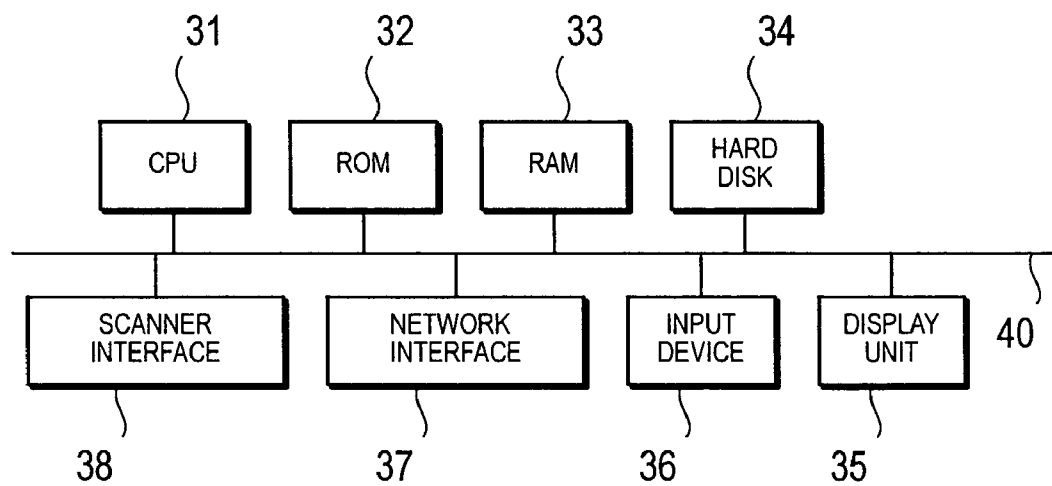 31 32 33 34
CPU ROM RAM HARD DISK
SCANNER INTERFACE NETWORK INTERFACE INPUT DEVICE DISPLAY UNIT 40
38 37 36 35